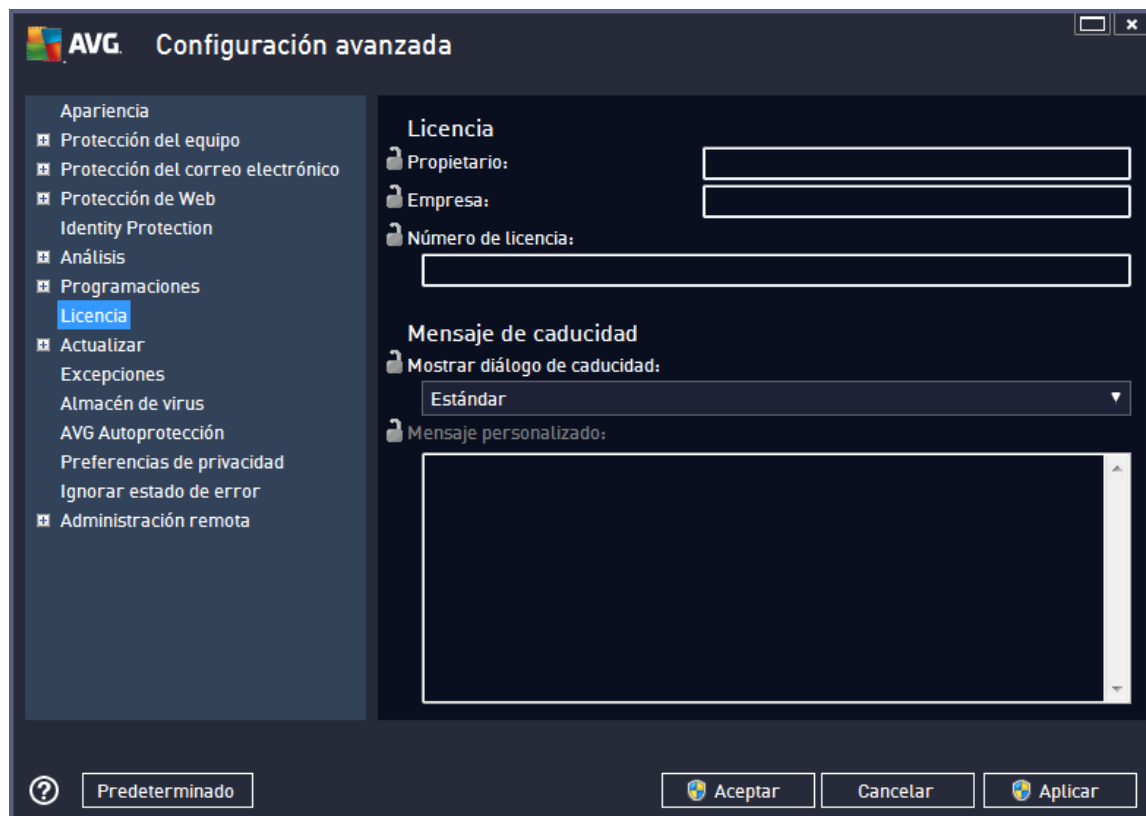 AVG. Configuración avanzada
Apariencia
Protección del equipo
Protección del correo electrónico
Protección de Web
Identity Protection
Análisis
Programaciones
Licencia
Actualizar
Excepciones
Almacén de virus
AVG Autoprotección
Preferencias de privacidad
Ignorar estado de error
Administración remota
Licencia
Propietario:
Empresa:
Número de licencia:
Mensaje de caducidad
Mostrar diálogo de caducidad:
Estándar
Mensaje personalizado:
Predeterminado
Aceptar
Cancelar
Aplicar